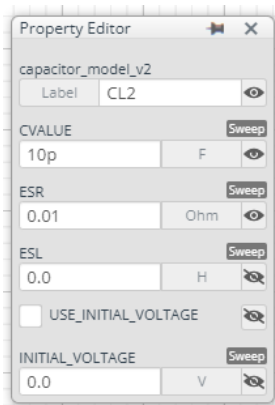 Property Editor
capacitor_model_v2
Label CL2
CVALUE Sweep
10p F
ESR Sweep
0.01 Ohm
ESL Sweep
0.0 H
USE_INITIAL_VOLTAGE
INITIAL_VOLTAGE Sweep
0.0 V